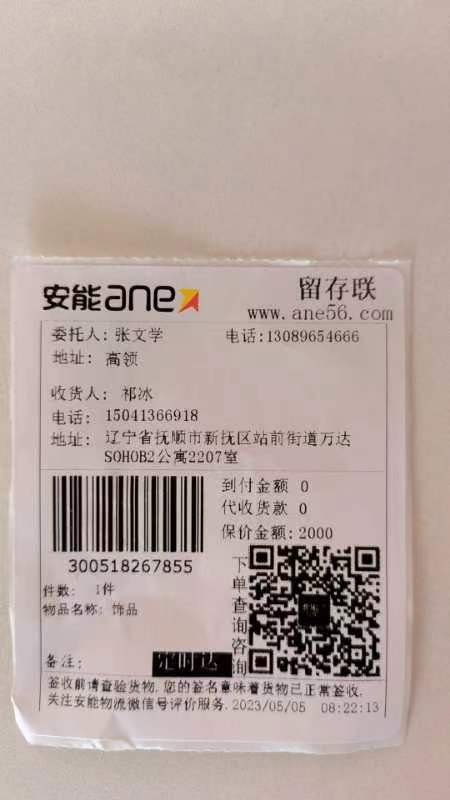 安能ane
留存联
www.ane56.com
委托人: 张文学 电话:13089654666
地址: 高领
收货人: 祁冰
电话: 15041366918
地址: 辽宁省抚顺市新抚区站前街道万达
SOHOB2公寓2207室
到付金额 0
代收货款 0
保价金额:2000
300518267855
下单查询咨询
件数: 1件
物品名称: 饰品
备注: 定时达
签收前请查验货物,您的签名意味着货物已正常签收.
关注安能物流微信号评价服务.2023/05/05 08:22:13